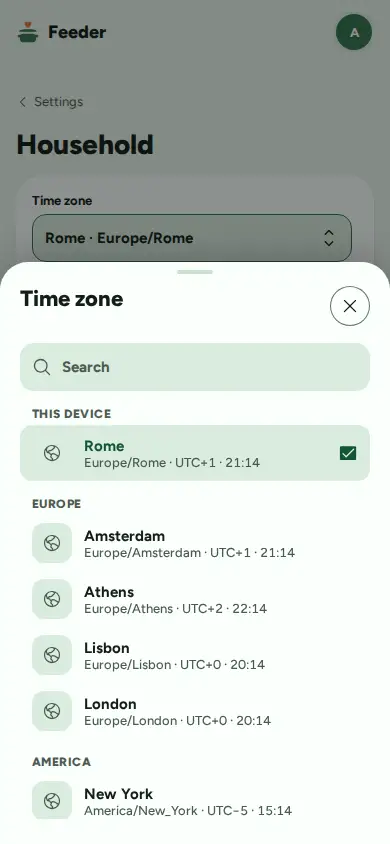 Feeder
A
Settings
Household
Time zone
Rome · Europe/Rome
Time zone
Search
THIS DEVICE
Rome
Europe/Rome · UTC+1 · 21:14
EUROPE
Amsterdam
Europe/Amsterdam · UTC+1 · 21:14
Athens
Europe/Athens · UTC+2 · 22:14
Lisbon
Europe/Lisbon · UTC+0 · 20:14
London
Europe/London · UTC+0 · 20:14
AMERICA
New York
America/New_York · UTC−5 · 15:14